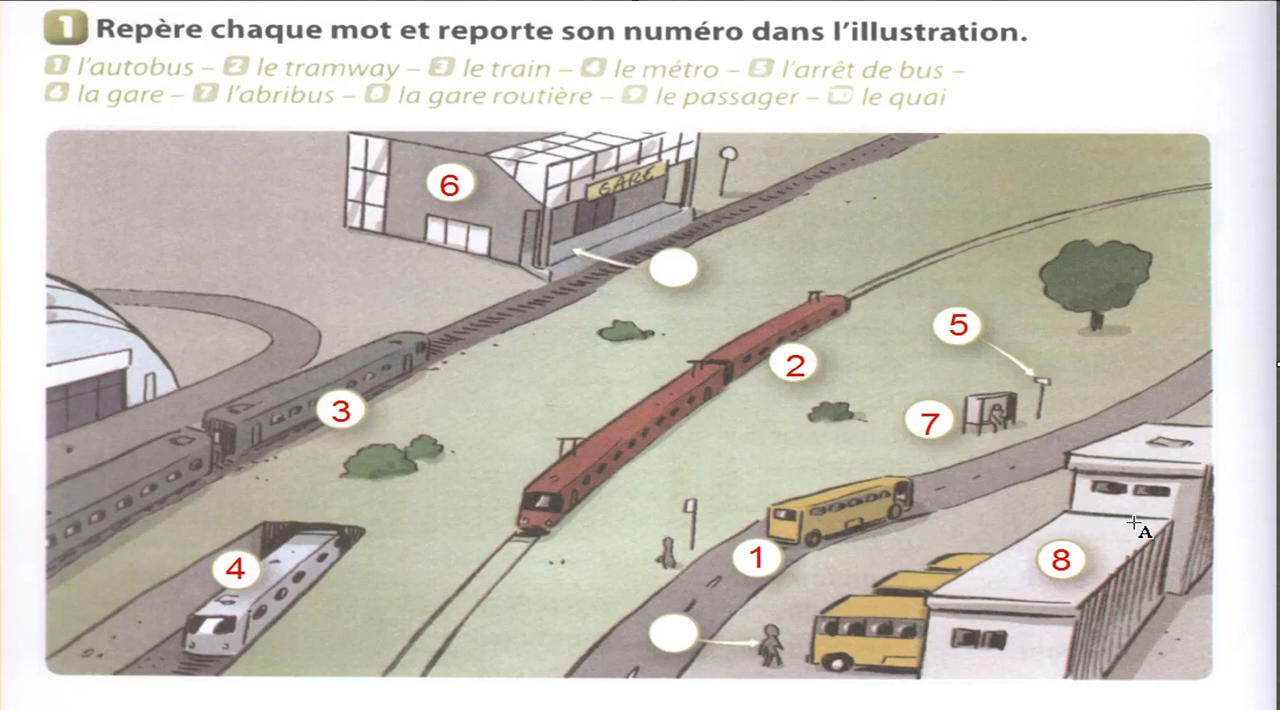 1 Repère chaque mot et reporte son numéro dans l'illustration.
1 l'autobus – 2 le tramway – 3 le train – 4 le métro – 5 l'arrêt de bus –
6 la gare – 7 l'abribus – 8 la gare routière – 9 le passager – 10 le quai
6
GARE
5
2
3
7
4
1
8
A